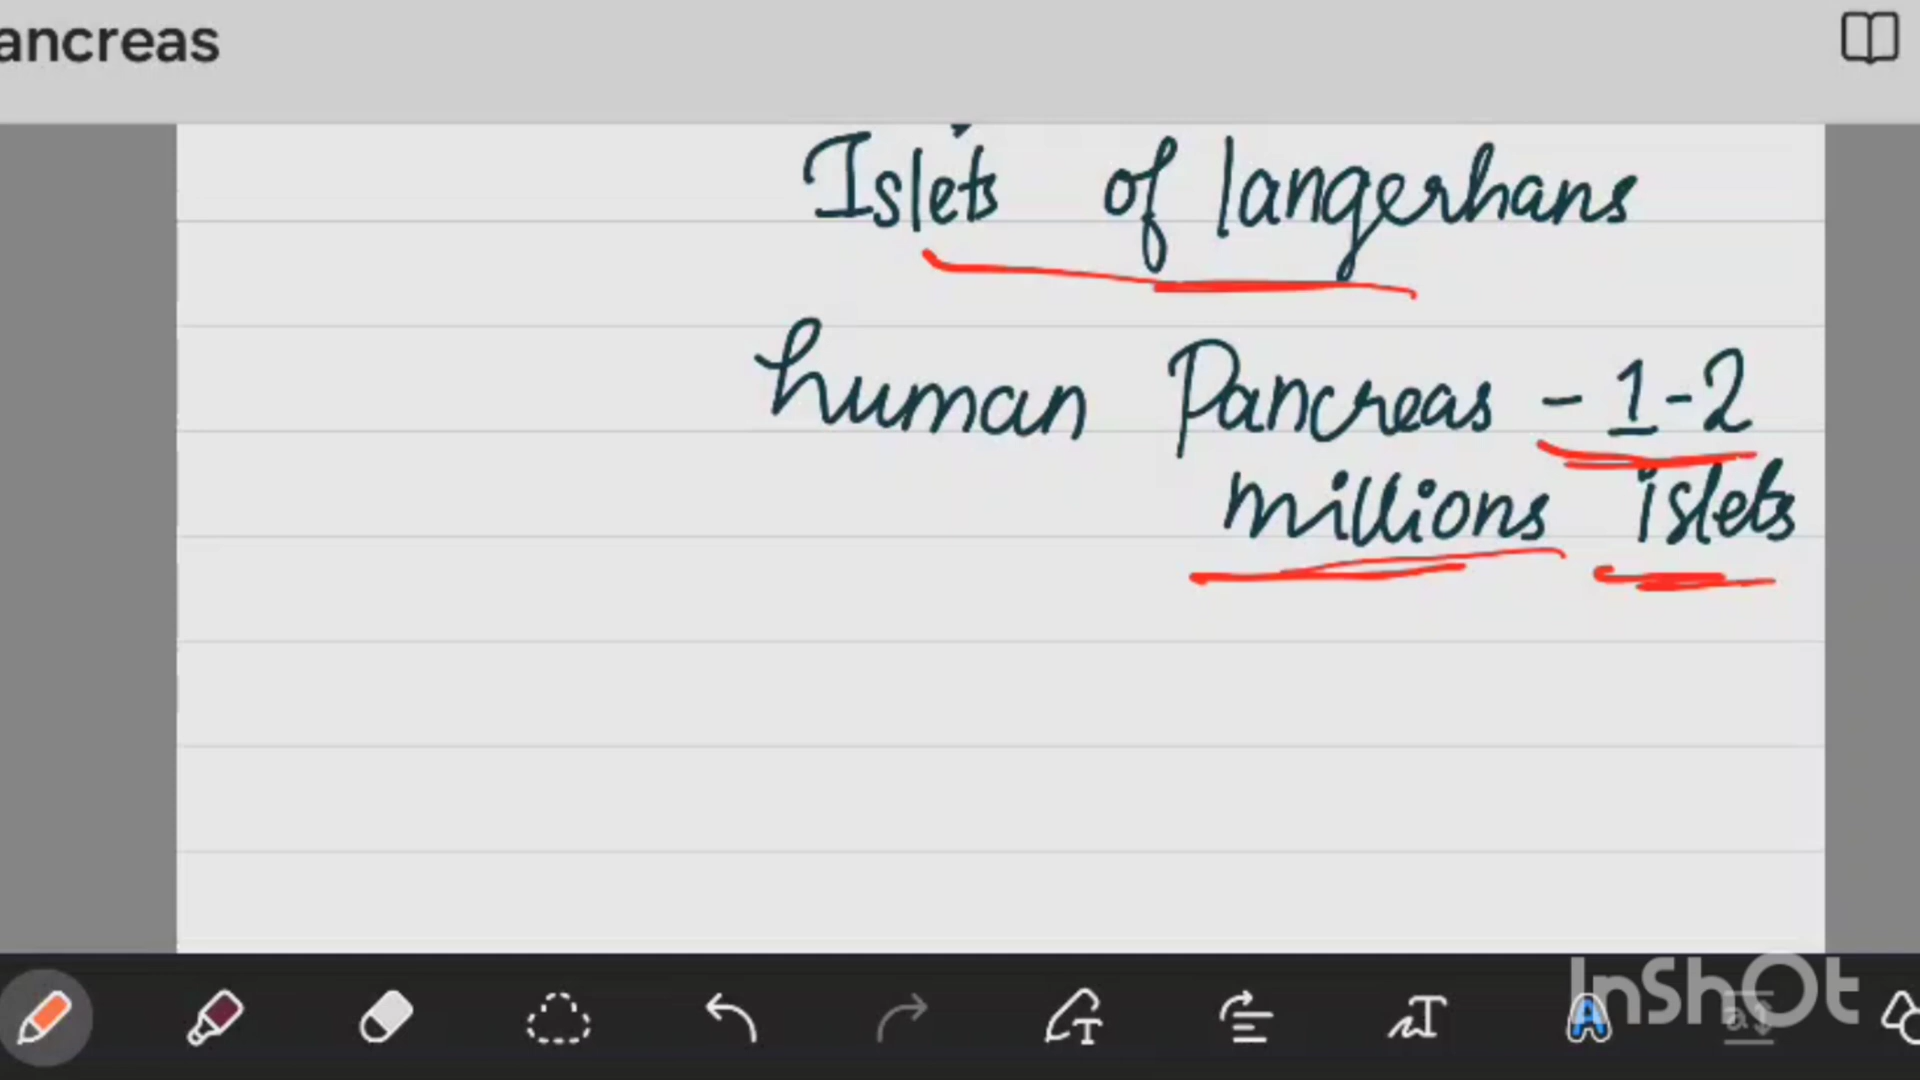 ancreas
Islets of langerhans
human Pancreas - 1-2
millions islets
InShOt